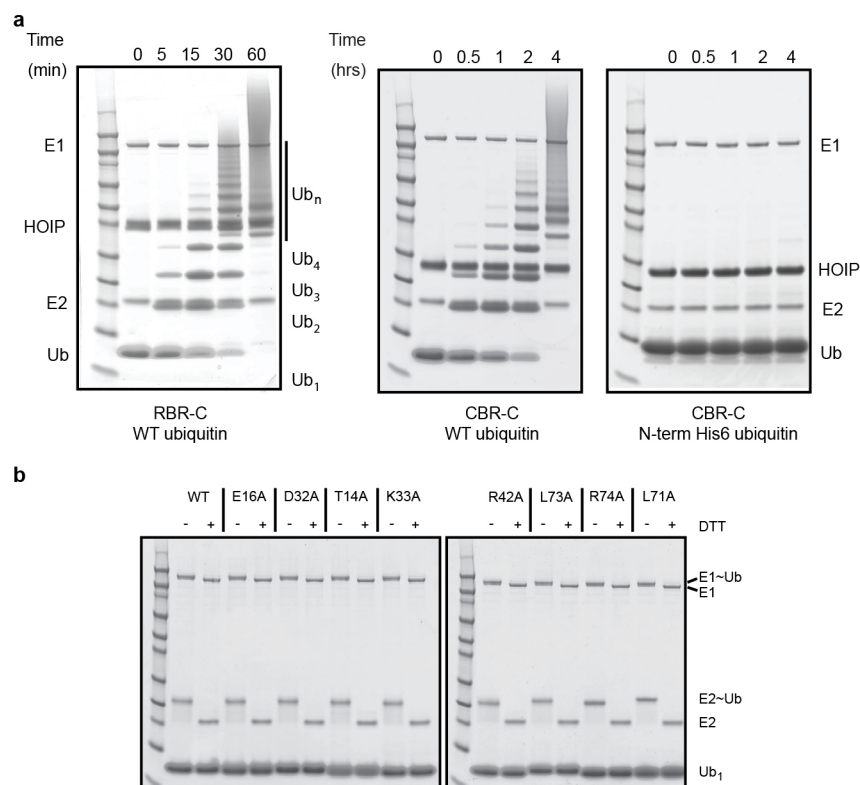 a
Time
(min)
0 5 15 30 60
E1
HOIP
E2
Ub
Ubn
Ub4
Ub3
Ub2
Ub1
RBR-C
WT ubiquitin
Time
(hrs)
0 0.5 1 2 4
CBR-C
WT ubiquitin
0 0.5 1 2 4
E1
HOIP
E2
Ub
CBR-C
N-term His6 ubiquitin
b
WT E16A D32A T14A K33A R42A L73A R74A L71A
- + - + - + - + - + - + - + - + - + DTT
E1~Ub
E1
E2~Ub
E2
Ub1